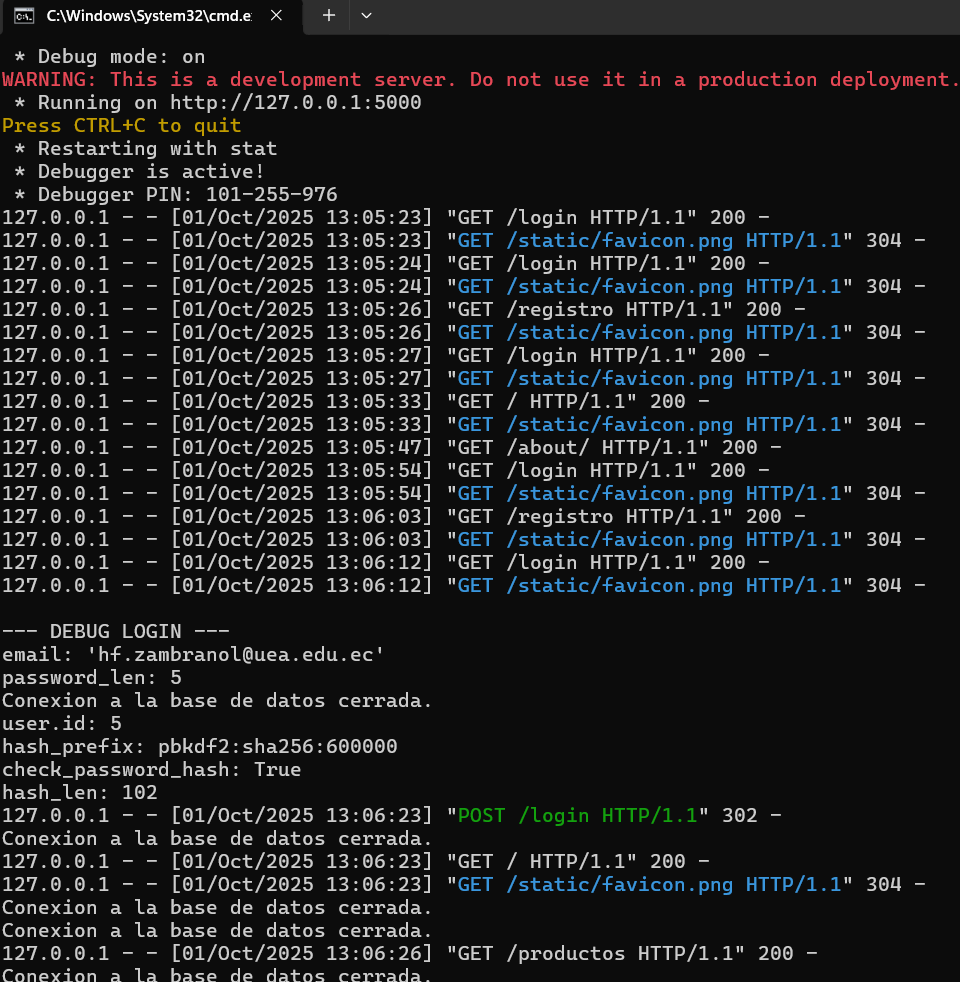 C:\Windows\System32\cmd.e
 * Debug mode: on
WARNING: This is a development server. Do not use it in a production deployment.
 * Running on http://127.0.0.1:5000
Press CTRL+C to quit
 * Restarting with stat
 * Debugger is active!
 * Debugger PIN: 101-255-976
127.0.0.1 - - [01/Oct/2025 13:05:23] "GET /login HTTP/1.1" 200 -
127.0.0.1 - - [01/Oct/2025 13:05:23] "GET /static/favicon.png HTTP/1.1" 304 -
127.0.0.1 - - [01/Oct/2025 13:05:24] "GET /login HTTP/1.1" 200 -
127.0.0.1 - - [01/Oct/2025 13:05:24] "GET /static/favicon.png HTTP/1.1" 304 -
127.0.0.1 - - [01/Oct/2025 13:05:26] "GET /registro HTTP/1.1" 200 -
127.0.0.1 - - [01/Oct/2025 13:05:26] "GET /static/favicon.png HTTP/1.1" 304 -
127.0.0.1 - - [01/Oct/2025 13:05:27] "GET /login HTTP/1.1" 200 -
127.0.0.1 - - [01/Oct/2025 13:05:27] "GET /static/favicon.png HTTP/1.1" 304 -
127.0.0.1 - - [01/Oct/2025 13:05:33] "GET / HTTP/1.1" 200 -
127.0.0.1 - - [01/Oct/2025 13:05:33] "GET /static/favicon.png HTTP/1.1" 304 -
127.0.0.1 - - [01/Oct/2025 13:05:47] "GET /about/ HTTP/1.1" 200 -
127.0.0.1 - - [01/Oct/2025 13:05:54] "GET /login HTTP/1.1" 200 -
127.0.0.1 - - [01/Oct/2025 13:05:54] "GET /static/favicon.png HTTP/1.1" 304 -
127.0.0.1 - - [01/Oct/2025 13:06:03] "GET /registro HTTP/1.1" 200 -
127.0.0.1 - - [01/Oct/2025 13:06:03] "GET /static/favicon.png HTTP/1.1" 304 -
127.0.0.1 - - [01/Oct/2025 13:06:12] "GET /login HTTP/1.1" 200 -
127.0.0.1 - - [01/Oct/2025 13:06:12] "GET /static/favicon.png HTTP/1.1" 304 -
--- DEBUG LOGIN ---
email: 'hf.zambranol@uea.edu.ec'
password_len: 5
Conexion a la base de datos cerrada.
user.id: 5
hash_prefix: pbkdf2:sha256:600000
check_password_hash: True
hash_len: 102
127.0.0.1 - - [01/Oct/2025 13:06:23] "POST /login HTTP/1.1" 302 -
Conexion a la base de datos cerrada.
127.0.0.1 - - [01/Oct/2025 13:06:23] "GET / HTTP/1.1" 200 -
127.0.0.1 - - [01/Oct/2025 13:06:23] "GET /static/favicon.png HTTP/1.1" 304 -
Conexion a la base de datos cerrada.
Conexion a la base de datos cerrada.
127.0.0.1 - - [01/Oct/2025 13:06:26] "GET /productos HTTP/1.1" 200 -
Conexion a la base de datos cerrada.